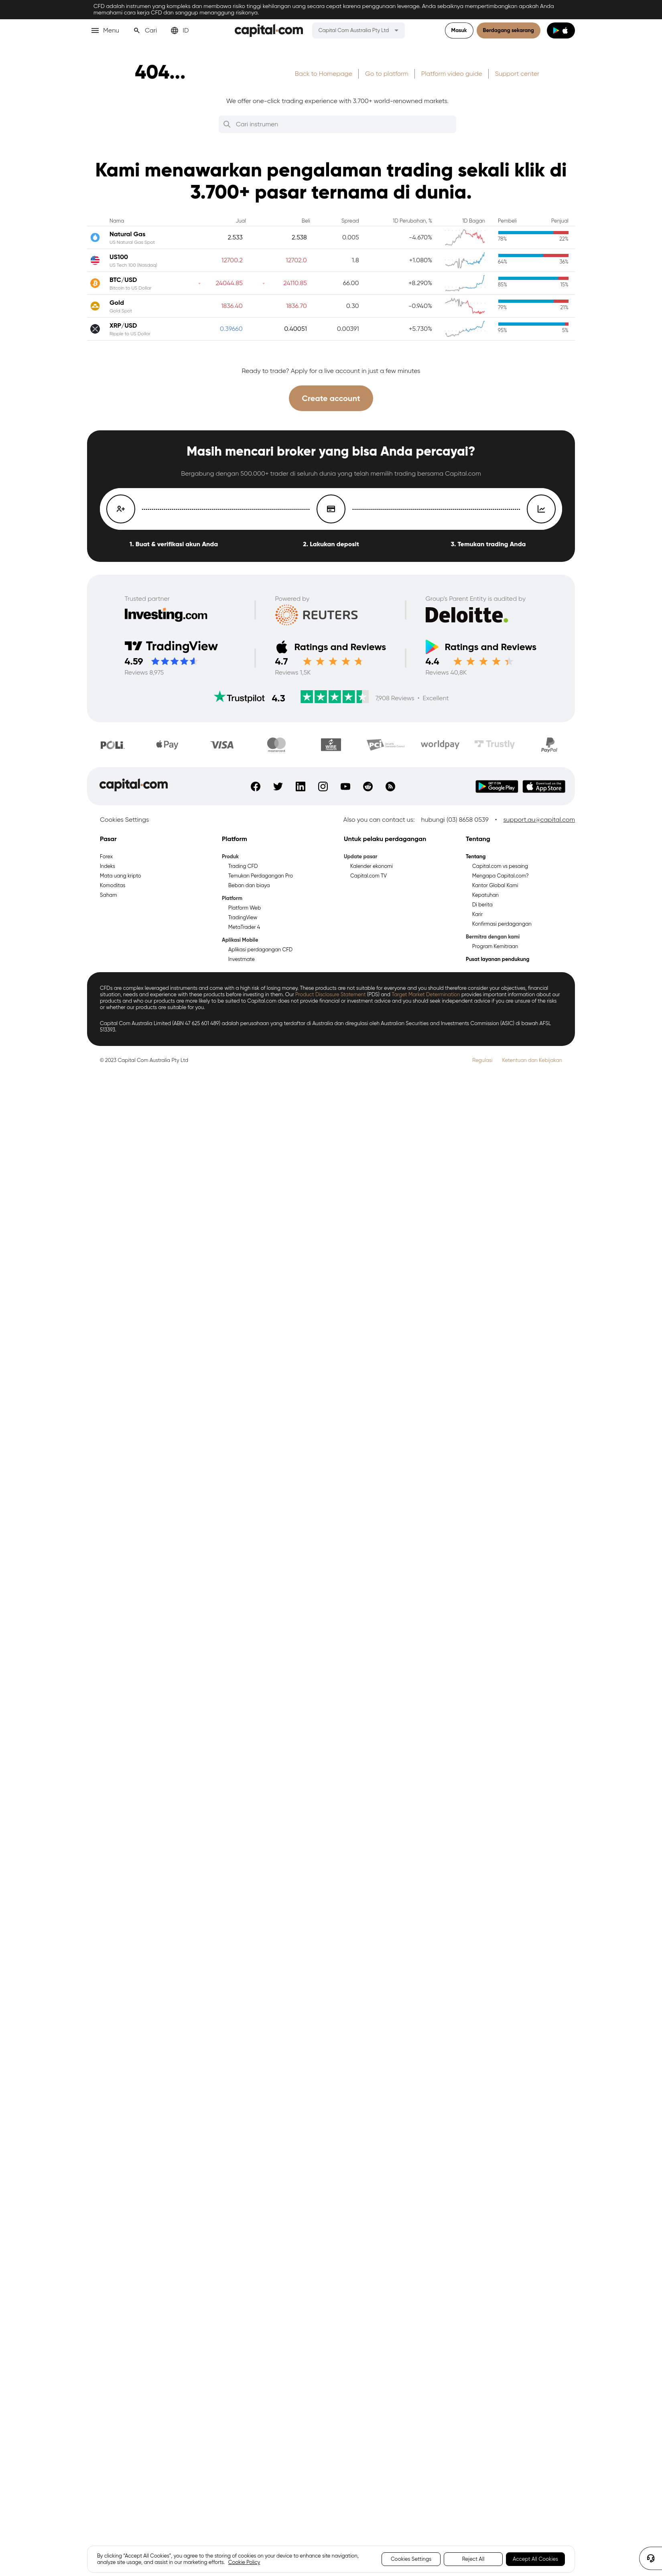 CFD adalah instrumen yang kompleks dan membawa risiko tinggi kehilangan uang secara cepat karena penggunaan leverage. Anda sebaiknya mempertimbangkan apakah Anda
memahami cara kerja CFD dan sanggup menanggung risikonya.
Menu
Cari
ID
capital.com
Capital Com Australia Pty Ltd
Masuk
Berdagang sekarang
404...
Back to Homepage
Go to platform
Platform video guide
Support center
We offer one-click trading experience with 3.700+ world-renowned markets.
Cari instrumen
Kami menawarkan pengalaman trading sekali klik di
3.700+ pasar ternama di dunia.
Nama Jual Beli Spread 1D Perubahan, % 1D Bagan Pembeli Penjual
Natural Gas 2.533 2.538 0.005 -4.670%
US Natural Gas Spot 78% 22%
US100 12700.2 12702.0 1.8 +1.080%
US Tech 100 (Nasdaq) 64% 36%
BTC/USD - 24044.85 - 24110.85 66.00 +8.290%
Bitcoin to US Dollar 85% 15%
Gold 1836.40 1836.70 0.30 -0.940%
Gold Spot 79% 21%
XRP/USD 0.39660 0.40051 0.00391 +5.730%
Ripple to US Dollar 95% 5%
Ready to trade? Apply for a live account in just a few minutes
Create account
Masih mencari broker yang bisa Anda percayai?
Bergabung dengan 500.000+ trader di seluruh dunia yang telah memilih trading bersama Capital.com
1. Buat & verifikasi akun Anda
2. Lakukan deposit
3. Temukan trading Anda
Trusted partner
Investing.com
Powered by
REUTERS
Group's Parent Entity is audited by
Deloitte.
TradingView
4.59
Reviews 8,975
Ratings and Reviews
4.7
Reviews 1,5K
Ratings and Reviews
4.4
Reviews 40,8K
Trustpilot 4.3
7,908 Reviews • Excellent
POLi
Pay
VISA
WIRE
PCI
worldpay
Trustly
PayPal
capital.com
GET IT ON
Google Play
Download on the
App Store
Cookies Settings
Also you can contact us: hubungi (03) 8658 0539 • support.au@capital.com
Pasar
Forex
Indeks
Mata uang kripto
Komoditas
Saham
Platform
Produk
Trading CFD
Temukan Perdagangan Pro
Beban dan biaya
Platform
Platform Web
TradingView
MetaTrader 4
Aplikasi Mobile
Aplikasi perdagangan CFD
Investmate
Untuk pelaku perdagangan
Update pasar
Kalender ekonomi
Capital.com TV
Tentang
Tentang
Capital.com vs pesaing
Mengapa Capital.com?
Kantor Global Kami
Kepatuhan
Di berita
Karir
Konfirmasi perdagangan
Bermitra dengan kami
Program Kemitraan
Pusat layanan pendukung
CFDs are complex leveraged instruments and come with a high risk of losing money. These products are not suitable for everyone and you should therefore consider your objectives, financial
situation, needs and experience with these products before investing in them. Our Product Disclosure Statement (PDS) and Target Market Determination provides important information about our
products and who our products are more likely to be suited to Capital.com does not provide financial or investment advice and you should seek independent advice if you are unsure of the risks
or whether our products are suitable for you.
Capital Com Australia Limited (ABN 47 625 601 489) adalah perusahaan yang terdaftar di Australia dan diregulasi oleh Australian Securities and Investments Commission (ASIC) di bawah AFSL
513393.
© 2023 Capital Com Australia Pty Ltd
Regulasi
Ketentuan dan Kebijakan
By clicking "Accept All Cookies", you agree to the storing of cookies on your device to enhance site navigation,
analyze site usage, and assist in our marketing efforts. Cookie Policy
Cookies Settings
Reject All
Accept All Cookies